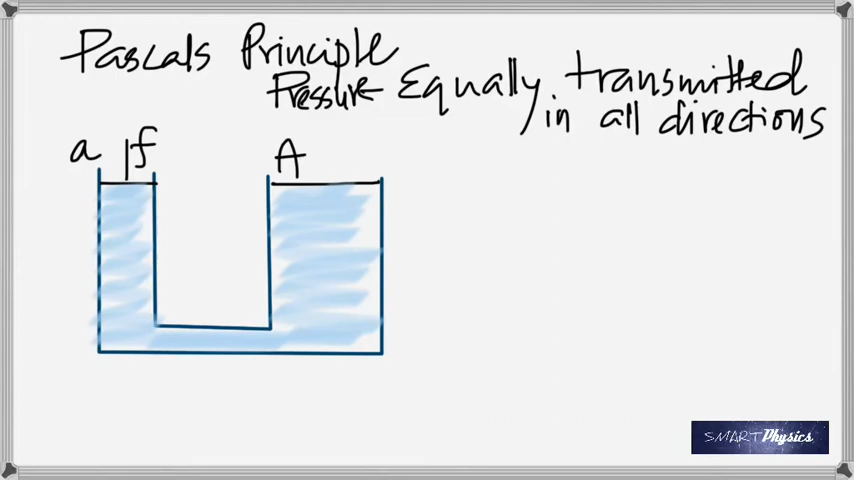 Pascals Principle
Pressure Equally transmitted
in all directions
a f A
SMARTPhysics